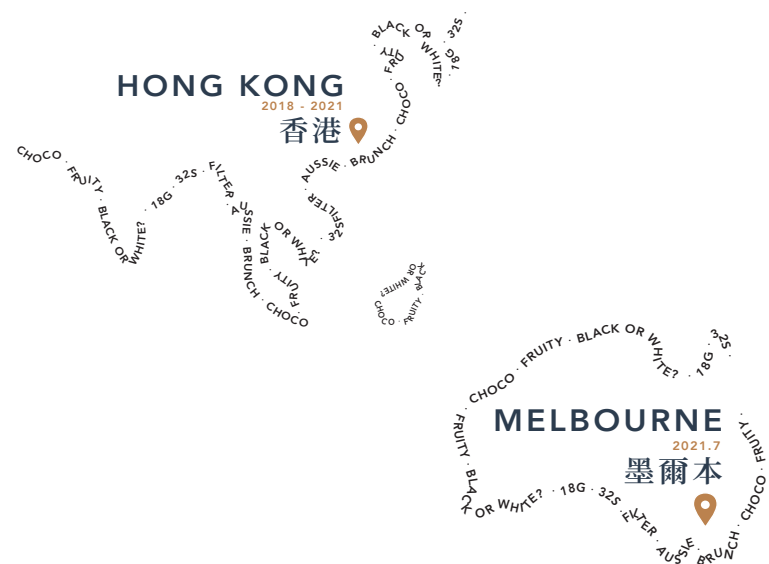 BLACK OR WHITE? · 18G · 32S ·
· FRUITY
HONG KONG
2018 - 2021
香港
CHOCO · FRUITY · BLACK OR WHITE? · 18G · 32S · FILTER · AUSSIE · BRUNCH · CHOCO
· FRUITY · BLACK OR WHITE? · 32S FILTER · AUSSIE · BRUNCH · CHOCO
CHOCO · FRUITY · BLACK OR WHITE?
· CHOCO · FRUITY · BLACK OR WHITE? · 18G · 32S ·
MELBOURNE
2021.7
墨爾本
FRUITY · BLACK OR WHITE? · 18G · 32S · FILTER · AUSSIE · BRUNCH · CHOCO · FRUITY ·